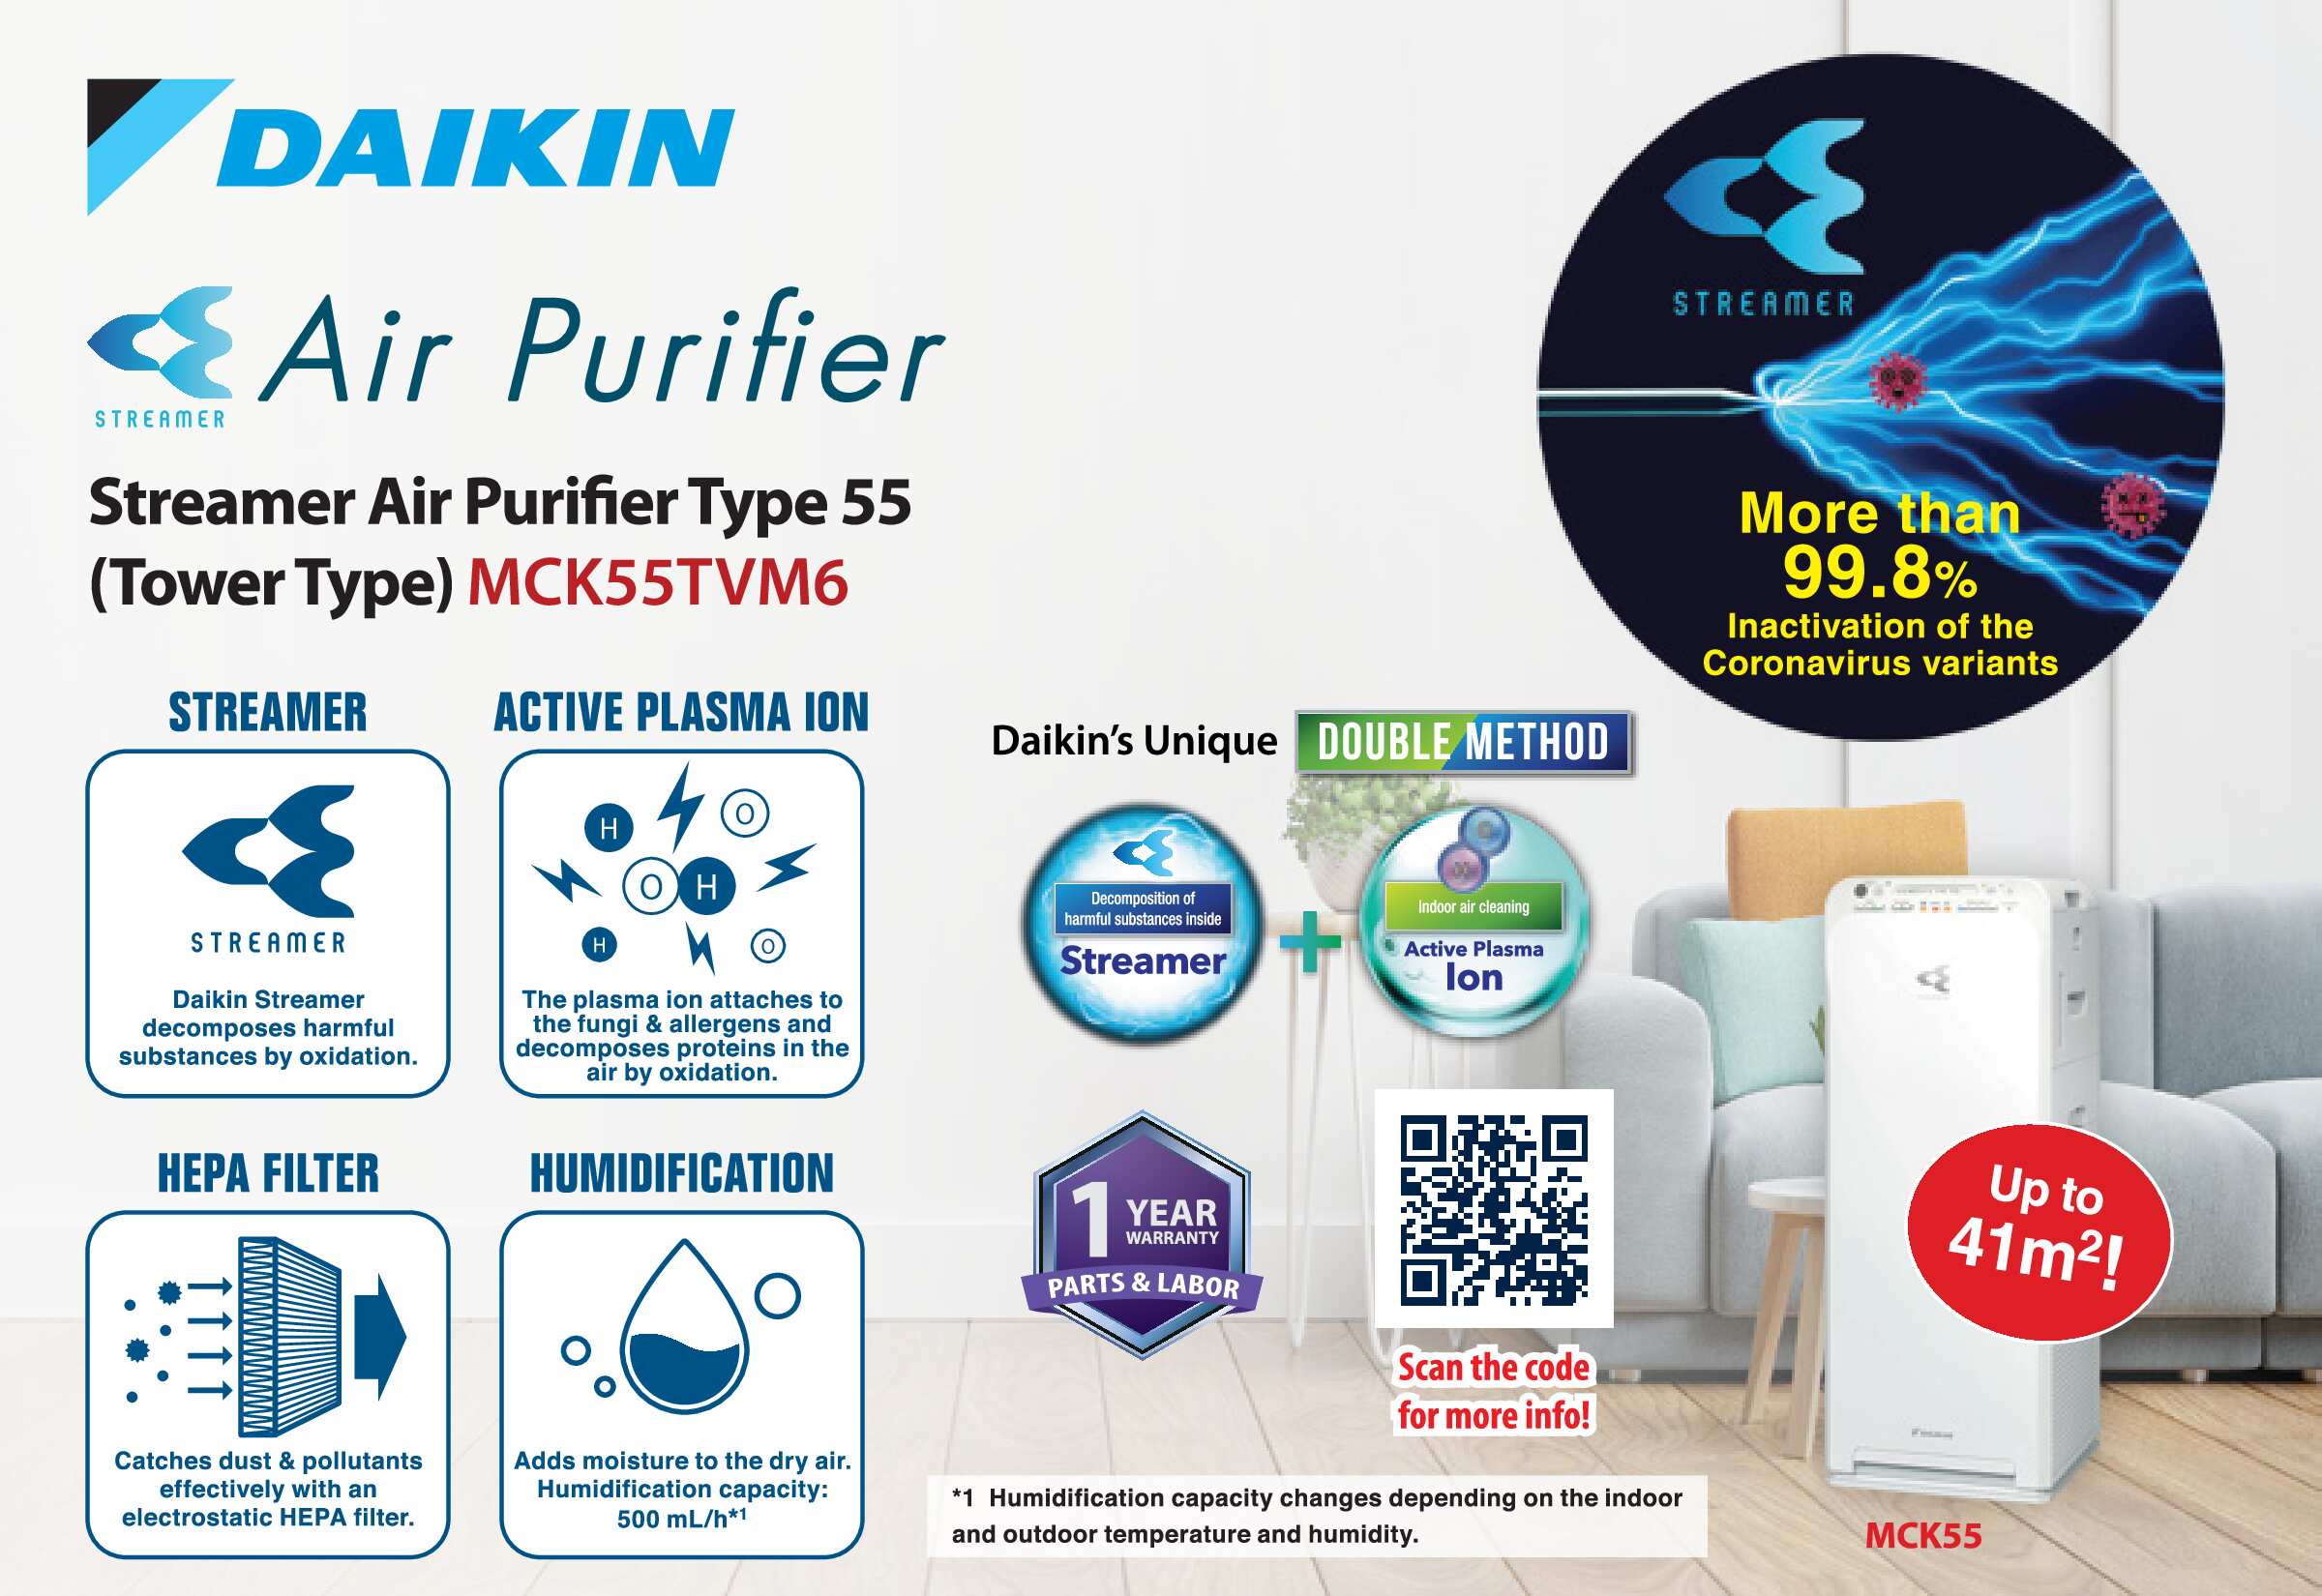 DAIKIN
STREAMER
Air Purifier
Streamer Air Purifier Type 55
(Tower Type) MCK55TVM6
STREAMER
More than
99.8%
Inactivation of the
Coronavirus variants
STREAMER
STREAMER
Daikin Streamer
decomposes harmful
substances by oxidation.
ACTIVE PLASMA ION
H
O
O
H
H
O
The plasma ion attaches to
the fungi & allergens and
decomposes proteins in the
air by oxidation.
HEPA FILTER
Catches dust & pollutants
effectively with an
electrostatic HEPA filter.
HUMIDIFICATION
Adds moisture to the dry air.
Humidification capacity:
500 mL/h*1
Daikin's Unique DOUBLE METHOD
Decomposition of
harmful substances inside
Streamer
+
Indoor air cleaning
Active Plasma
Ion
1 YEAR
WARRANTY
PARTS & LABOR
Scan the code
for more info!
Up to
41m²!
DAIKIN
MCK55
*1 Humidification capacity changes depending on the indoor
and outdoor temperature and humidity.